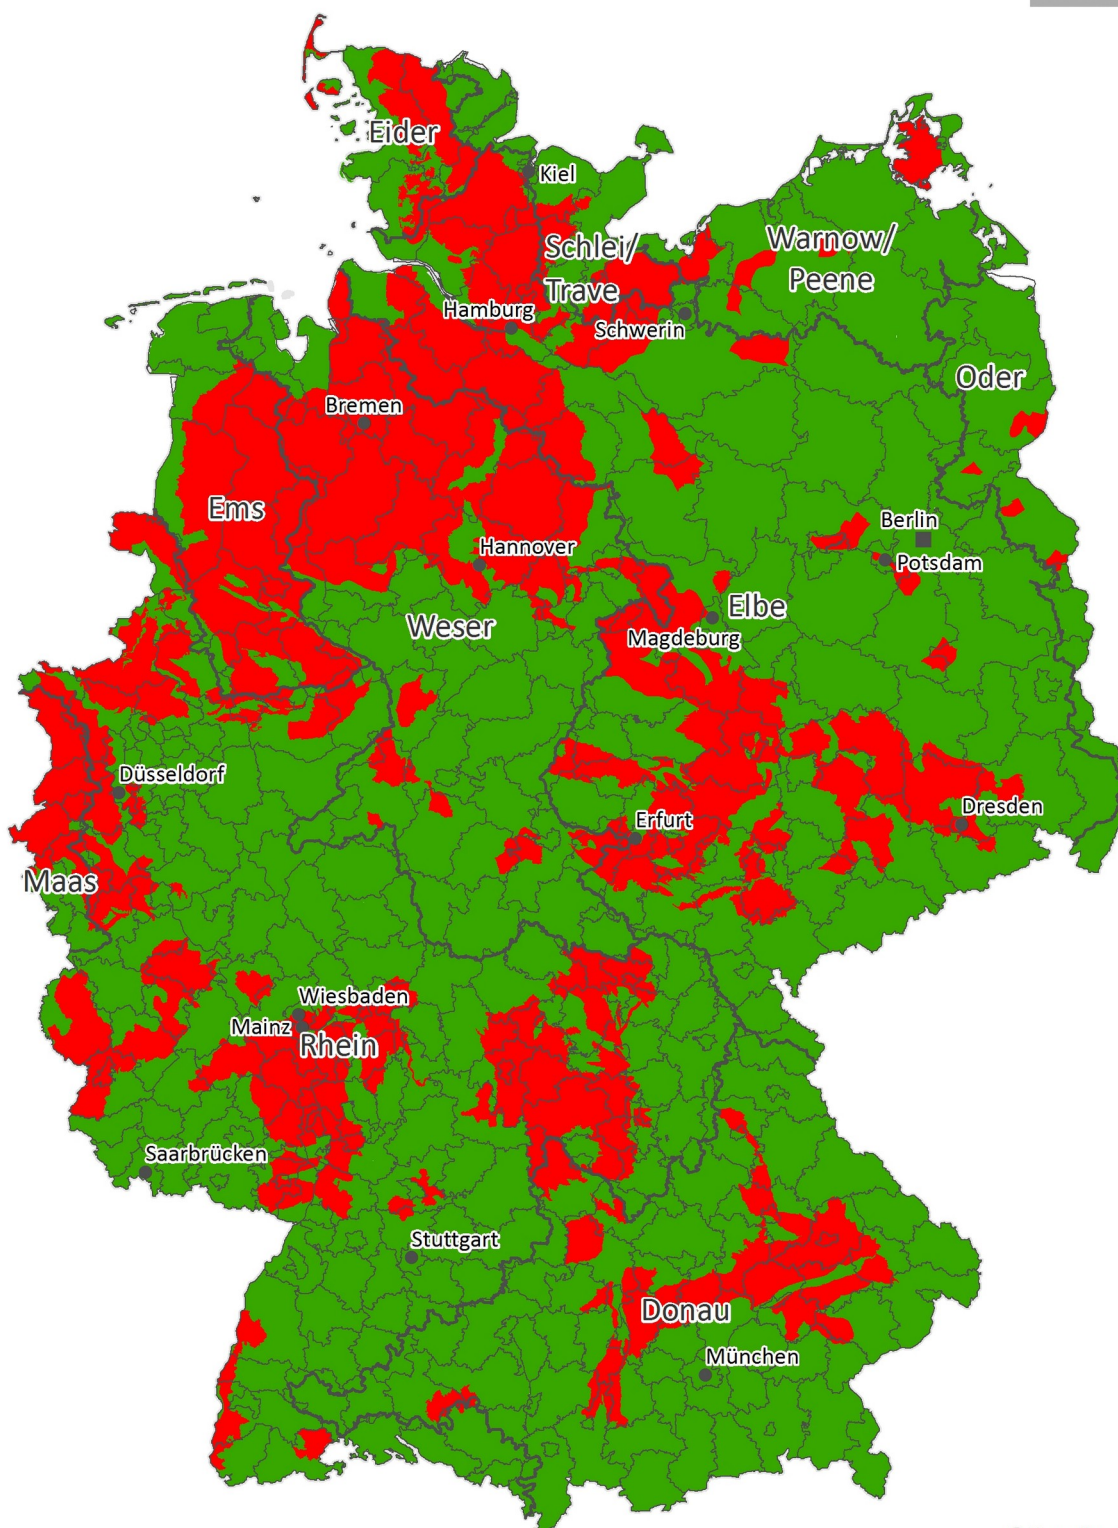 Eider
Kiel
Schlei/
Trave
Warnow/
Peene
Hamburg
Schwerin
Oder
Bremen
Ems
Berlin
Hannover
Potsdam
Elbe
Weser
Magdeburg
Düsseldorf
Dresden
Erfurt
Maas
Wiesbaden
Mainz
Rhein
Saarbrücken
Stuttgart
Donau
München